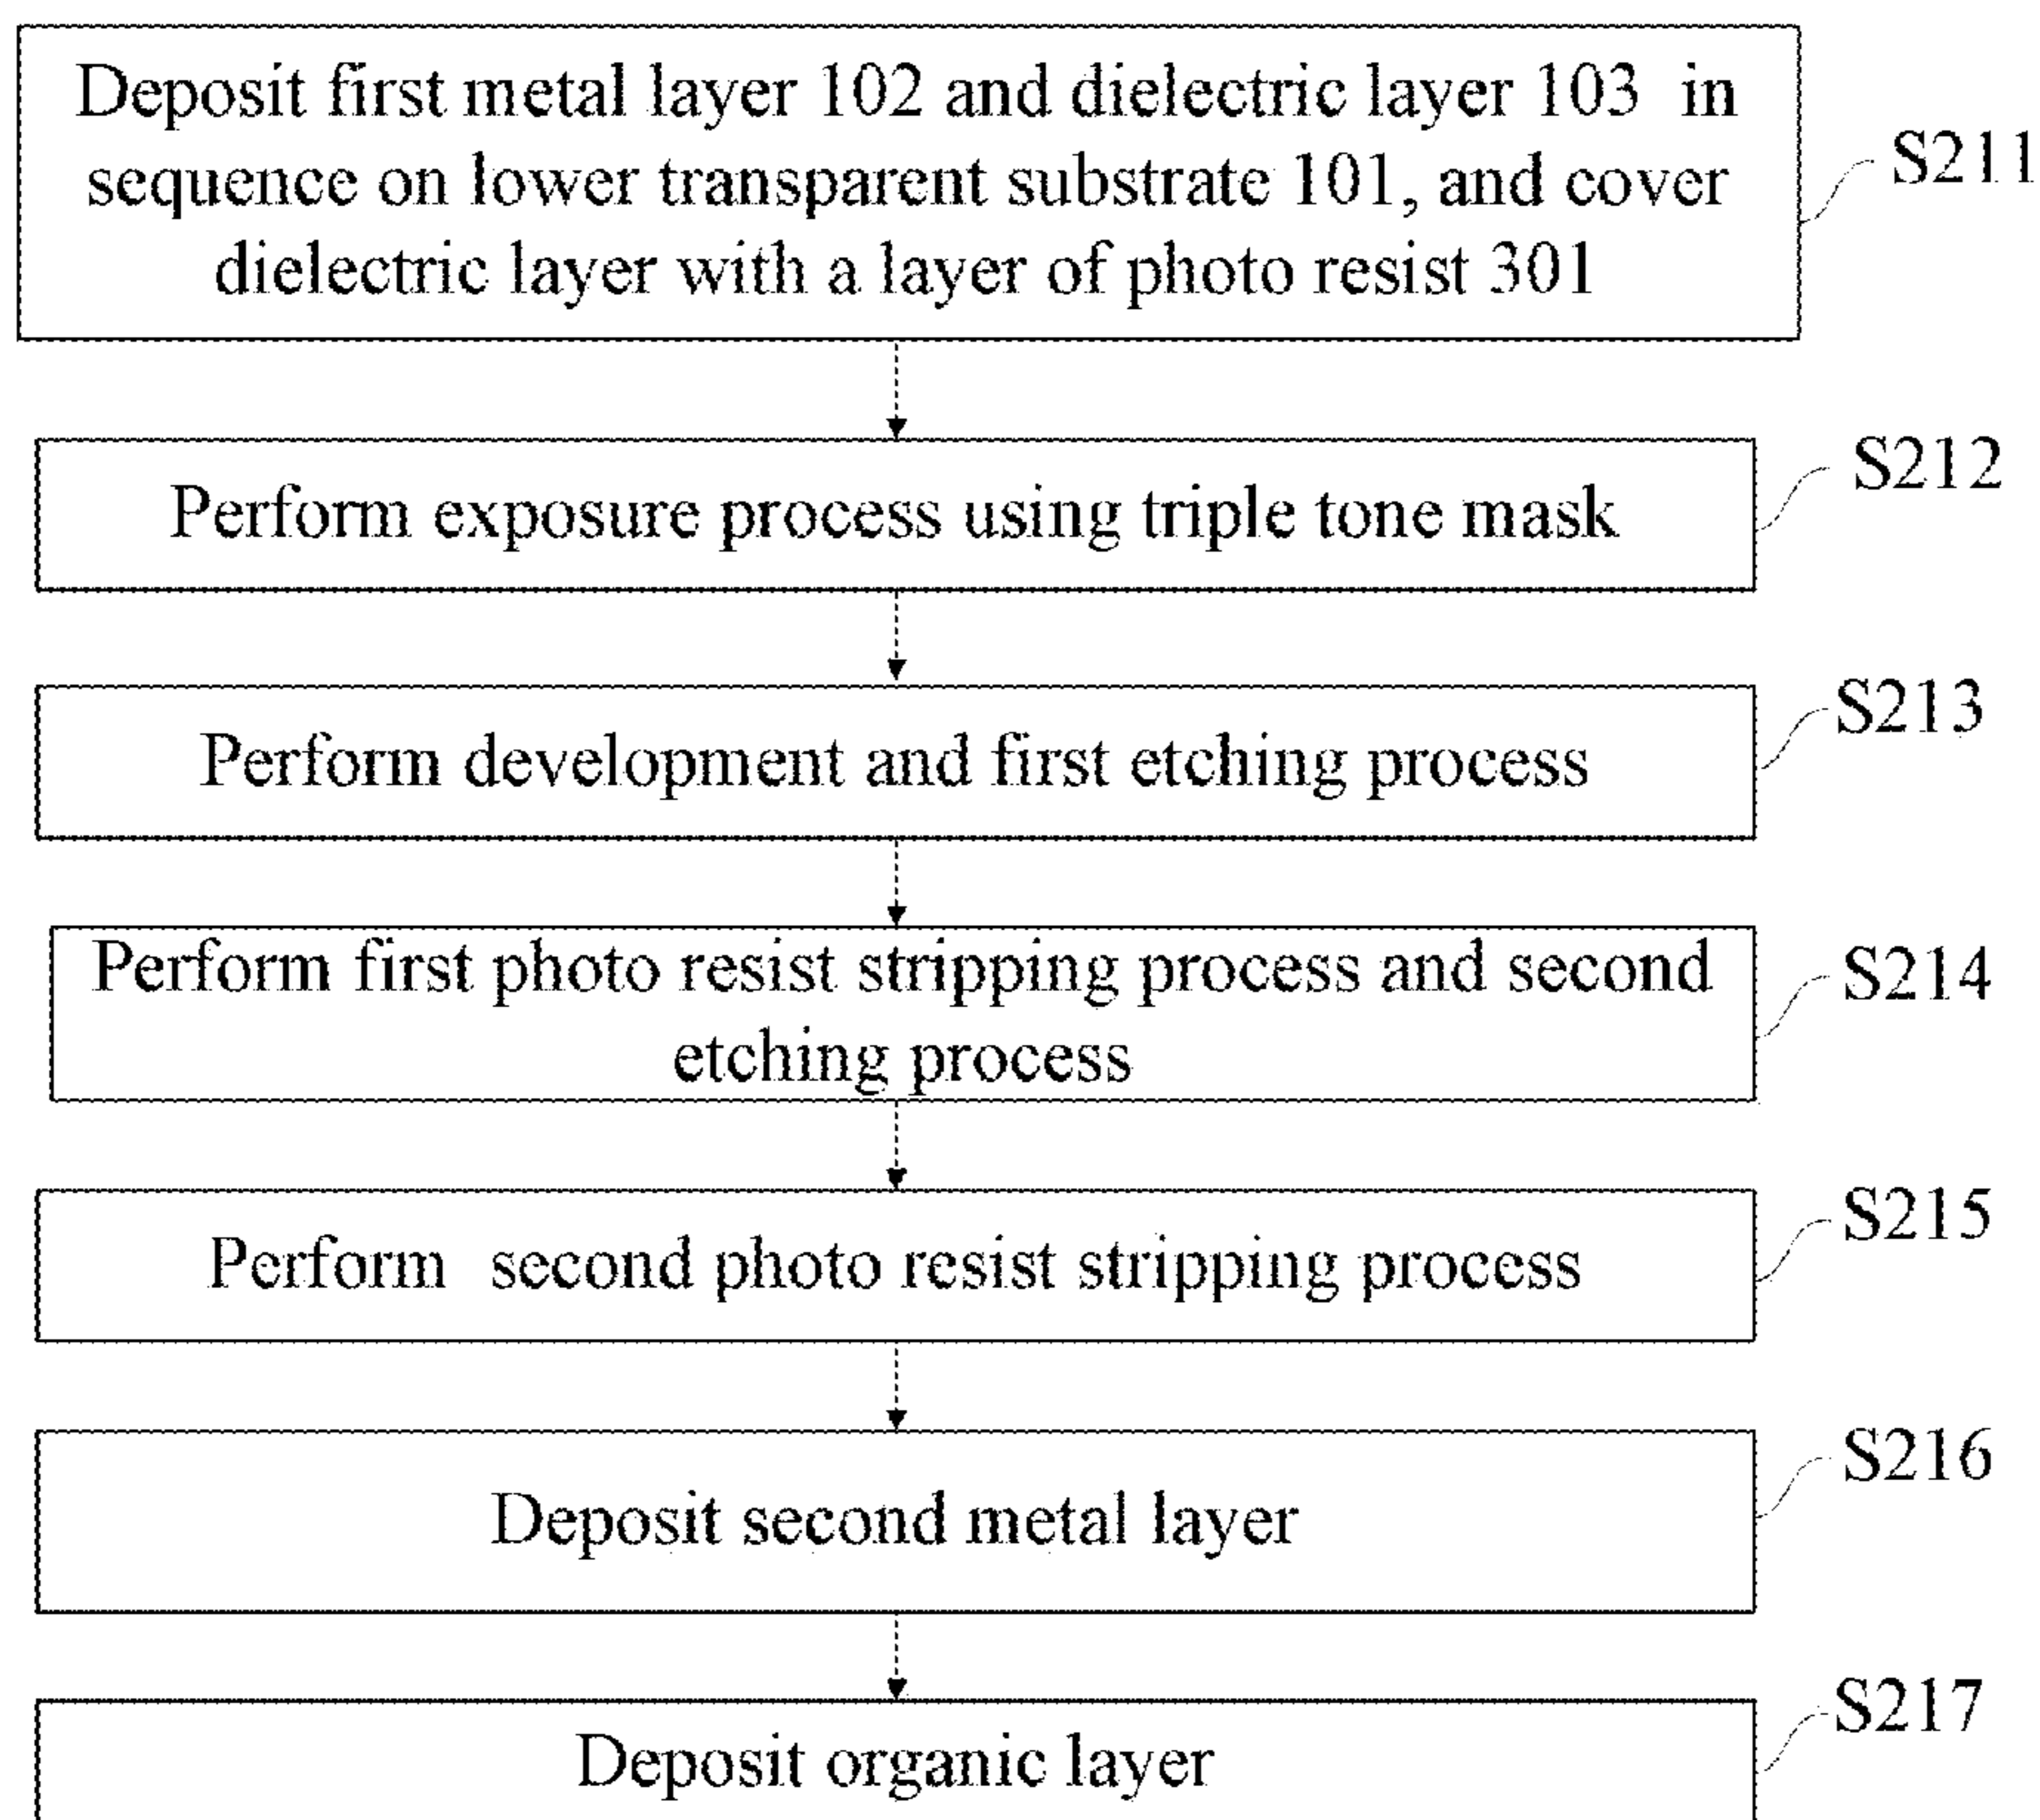 Deposit first metal layer 102 and dielectric layer 103 in
sequence on lower transparent substrate 101, and cover
dielectric layer with a layer of photo resist 301
S211
Perform exposure process using triple tone mask
S212
Perform development and first etching process
S213
Perform first photo resist stripping process and second
etching process
S214
Perform second photo resist stripping process
S215
Deposit second metal layer
S216
Deposit organic layer
S217